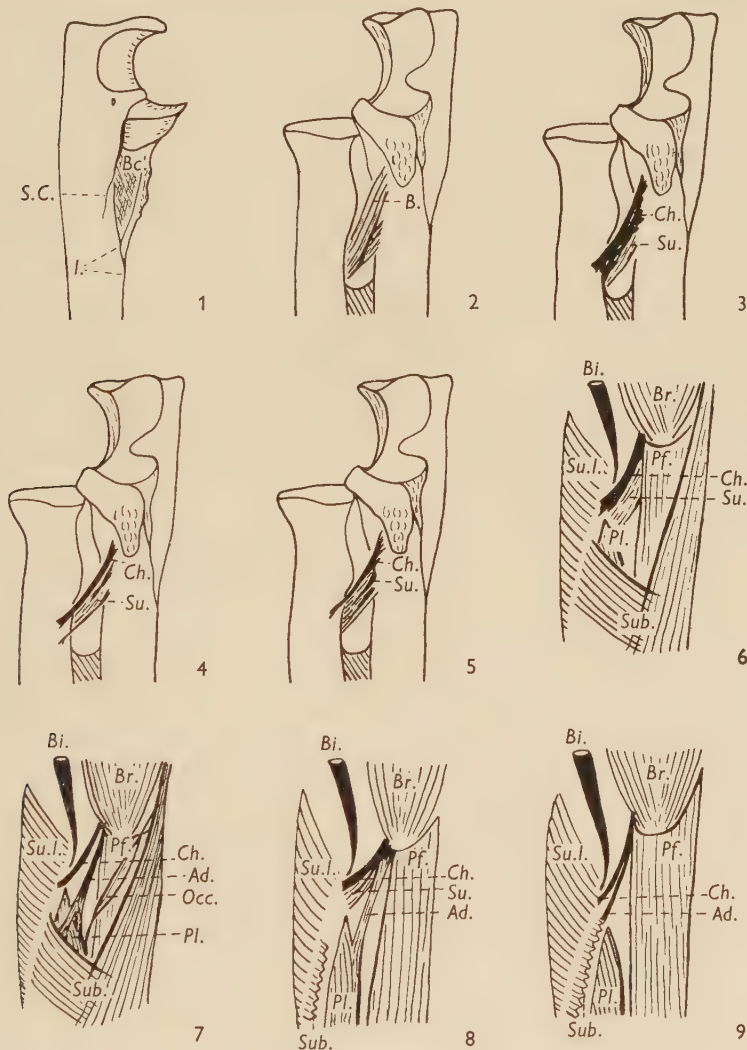 Bc.
S.C.
I.
1
B.
2
Ch.
Su.
3
Ch.
Su.
4
Ch.
Su.
5
Bi.
Br.
Su.l.
Pf.
Ch.
Su.
Pl.
Sub.
6
Bi.
Br.
Su.l.
Pf.
Ch.
Ad.
Occ.
Pl.
Sub.
7
Bi.
Br.
Su.l.
Pf.
Ch.
Su.
Ad.
Pl.
Sub.
8
Bi.
Br.
Su.l.
Pf.
Ch.
Ad.
Pl.
Sub.
9